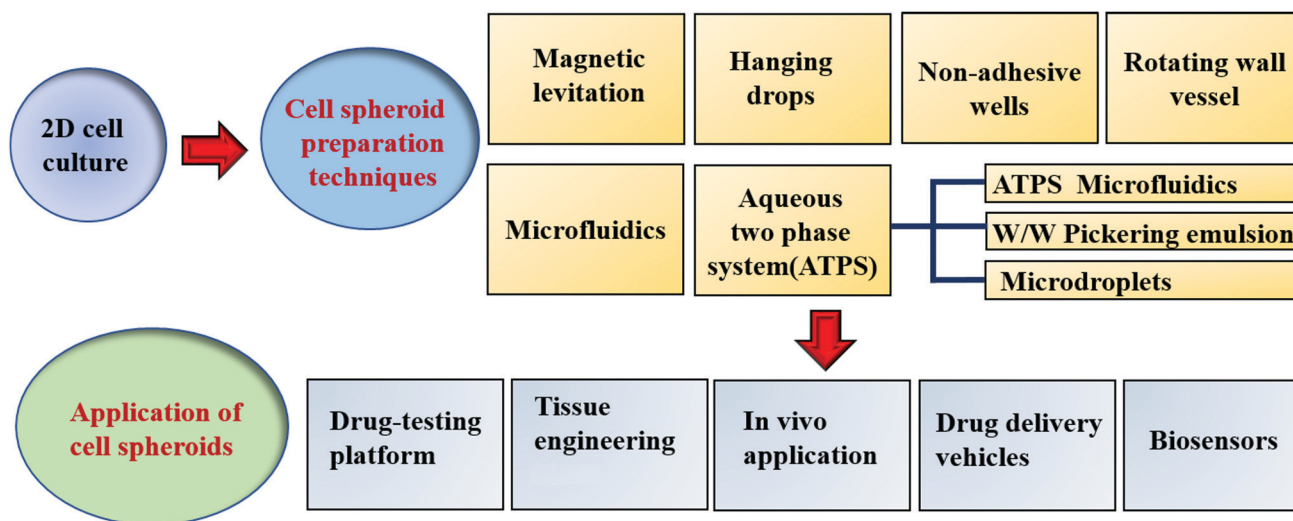 2D cell
culture
Cell spheroid
preparation
techniques
Magnetic
levitation
Hanging
drops
Non-adhesive
wells
Rotating wall
vessel
Microfluidics
Aqueous
two phase
system(ATPS)
ATPS Microfluidics
W/W Pickering emulsion
Microdroplets
Application of
cell spheroids
Drug-testing
platform
Tissue
engineering
In vivo
application
Drug delivery
vehicles
Biosensors